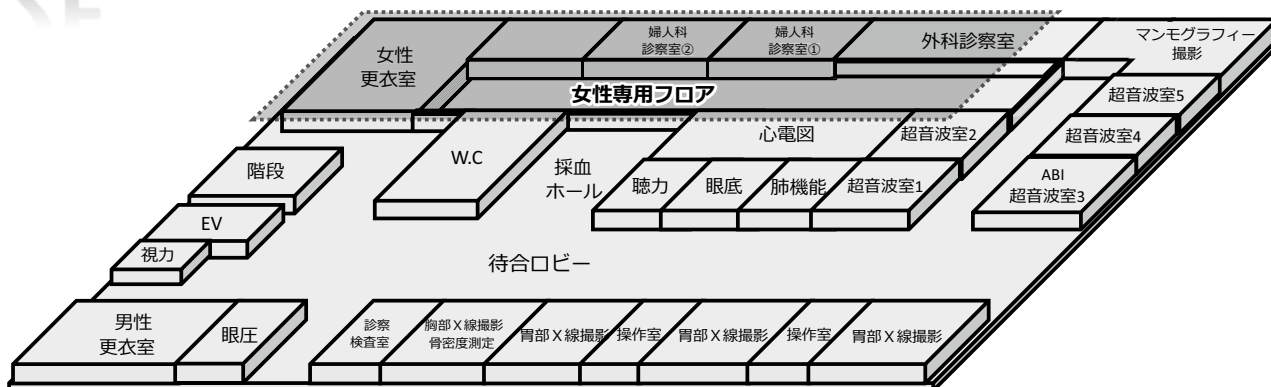 女性
更衣室
婦人科
診察室②
婦人科
診察室①
外科診察室
マンモグラフィー
撮影
女性専用フロア
超音波室5
超音波室4
ABI
超音波室3
心電図
超音波室2
W.C
採血
ホール
聴力
眼底
肺機能
超音波室1
階段
EV
視力
待合ロビー
男性
更衣室
眼圧
診察
検査室
胸部X線撮影
骨密度測定
胃部X線撮影
操作室
胃部X線撮影
操作室
胃部X線撮影